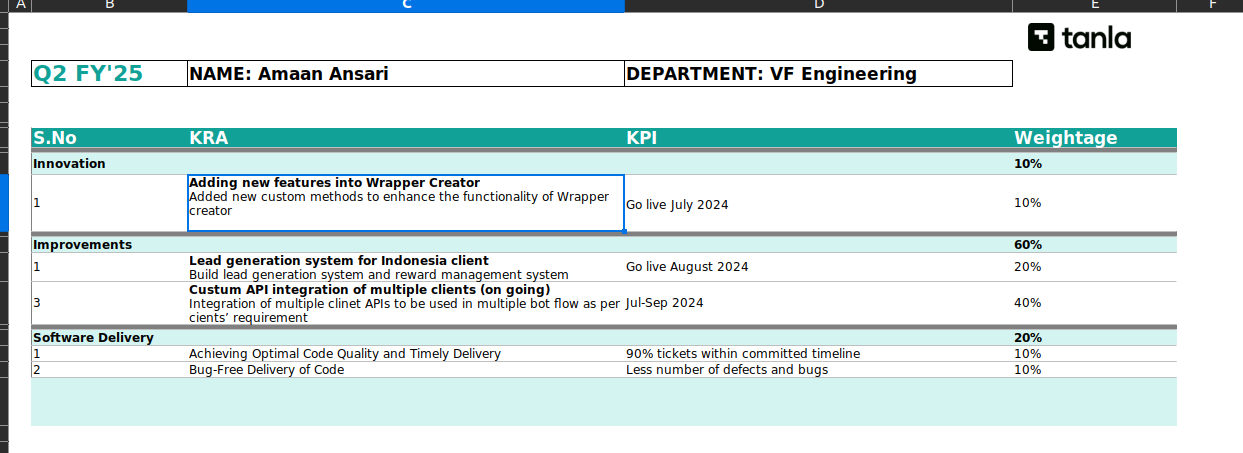 A B C D E F
tanla
Q2 FY'25 NAME: Amaan Ansari DEPARTMENT: VF Engineering
S.No KRA KPI Weightage
Innovation 10%
Adding new features into Wrapper Creator
1 Added new custom methods to enhance the functionality of Wrapper creator Go live July 2024 10%
Improvements 60%
Lead generation system for Indonesia client
1 Build lead generation system and reward management system Go live August 2024 20%
Custum API integration of multiple clients (on going)
3 Integration of multiple clinet APIs to be used in multiple bot flow as per cients’ requirement Jul-Sep 2024 40%
Software Delivery 20%
1 Achieving Optimal Code Quality and Timely Delivery 90% tickets within committed timeline 10%
2 Bug-Free Delivery of Code Less number of defects and bugs 10%